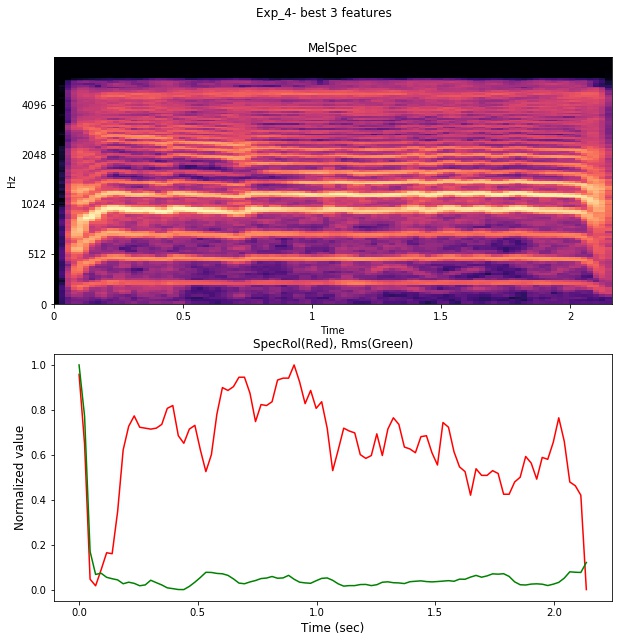 Exp_4- best 3 features
MelSpec
4096
2048
1024
512
0
Hz
0 0.5 1 1.5 2
Time
SpecRol(Red), Rms(Green)
1.0
0.8
0.6
0.4
0.2
0.0
Normalized value
0.0 0.5 1.0 1.5 2.0
Time (sec)